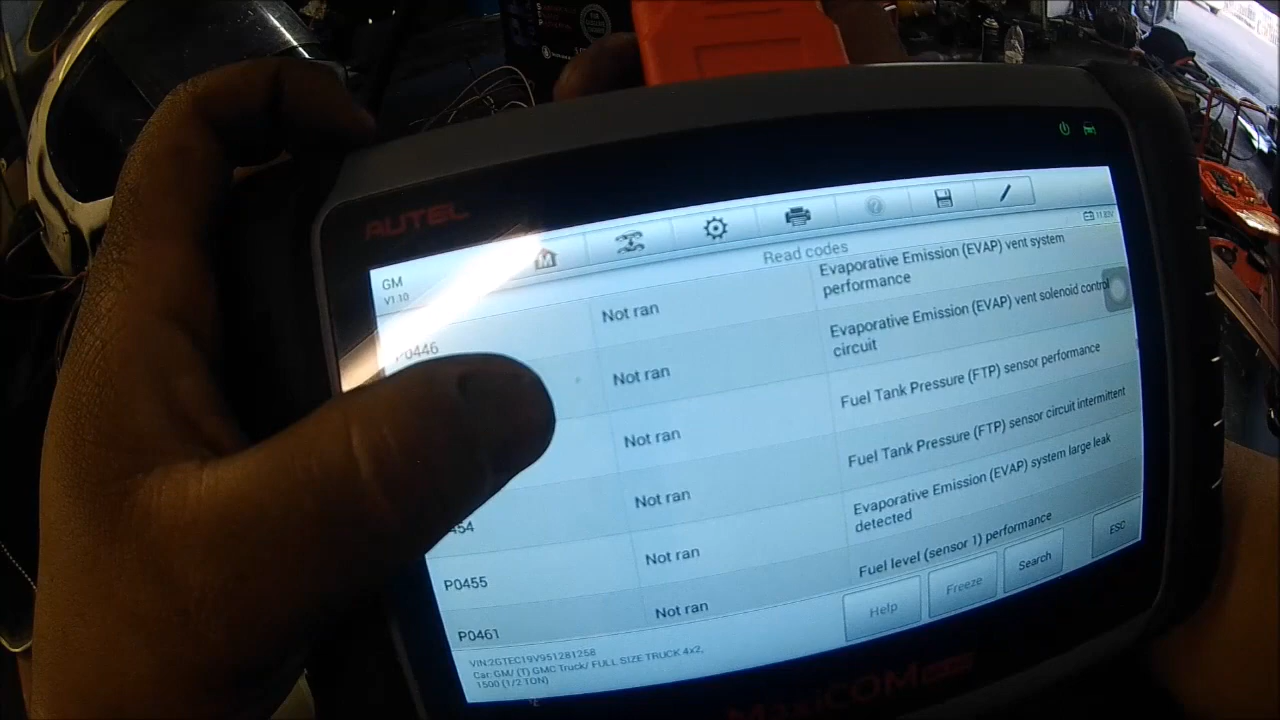 AUTEL
GM
V1.10
Read codes
Not ran
Evaporative Emission (EVAP) vent system
performance
P0446
Not ran
Evaporative Emission (EVAP) vent solenoid control
circuit
Not ran
Fuel Tank Pressure (FTP) sensor performance
Not ran
Fuel Tank Pressure (FTP) sensor circuit intermittent
454
Not ran
Evaporative Emission (EVAP) system large leak
detected
P0455
Not ran
Fuel level (sensor 1) performance
P0461
Help
Freeze
Search
ESC
VIN:2GTEC19V951281258
Car: GM/ (T) GMC Truck/ FULL SIZE TRUCK 4x2,
1500 (1/2 TON)
MaxiCOM